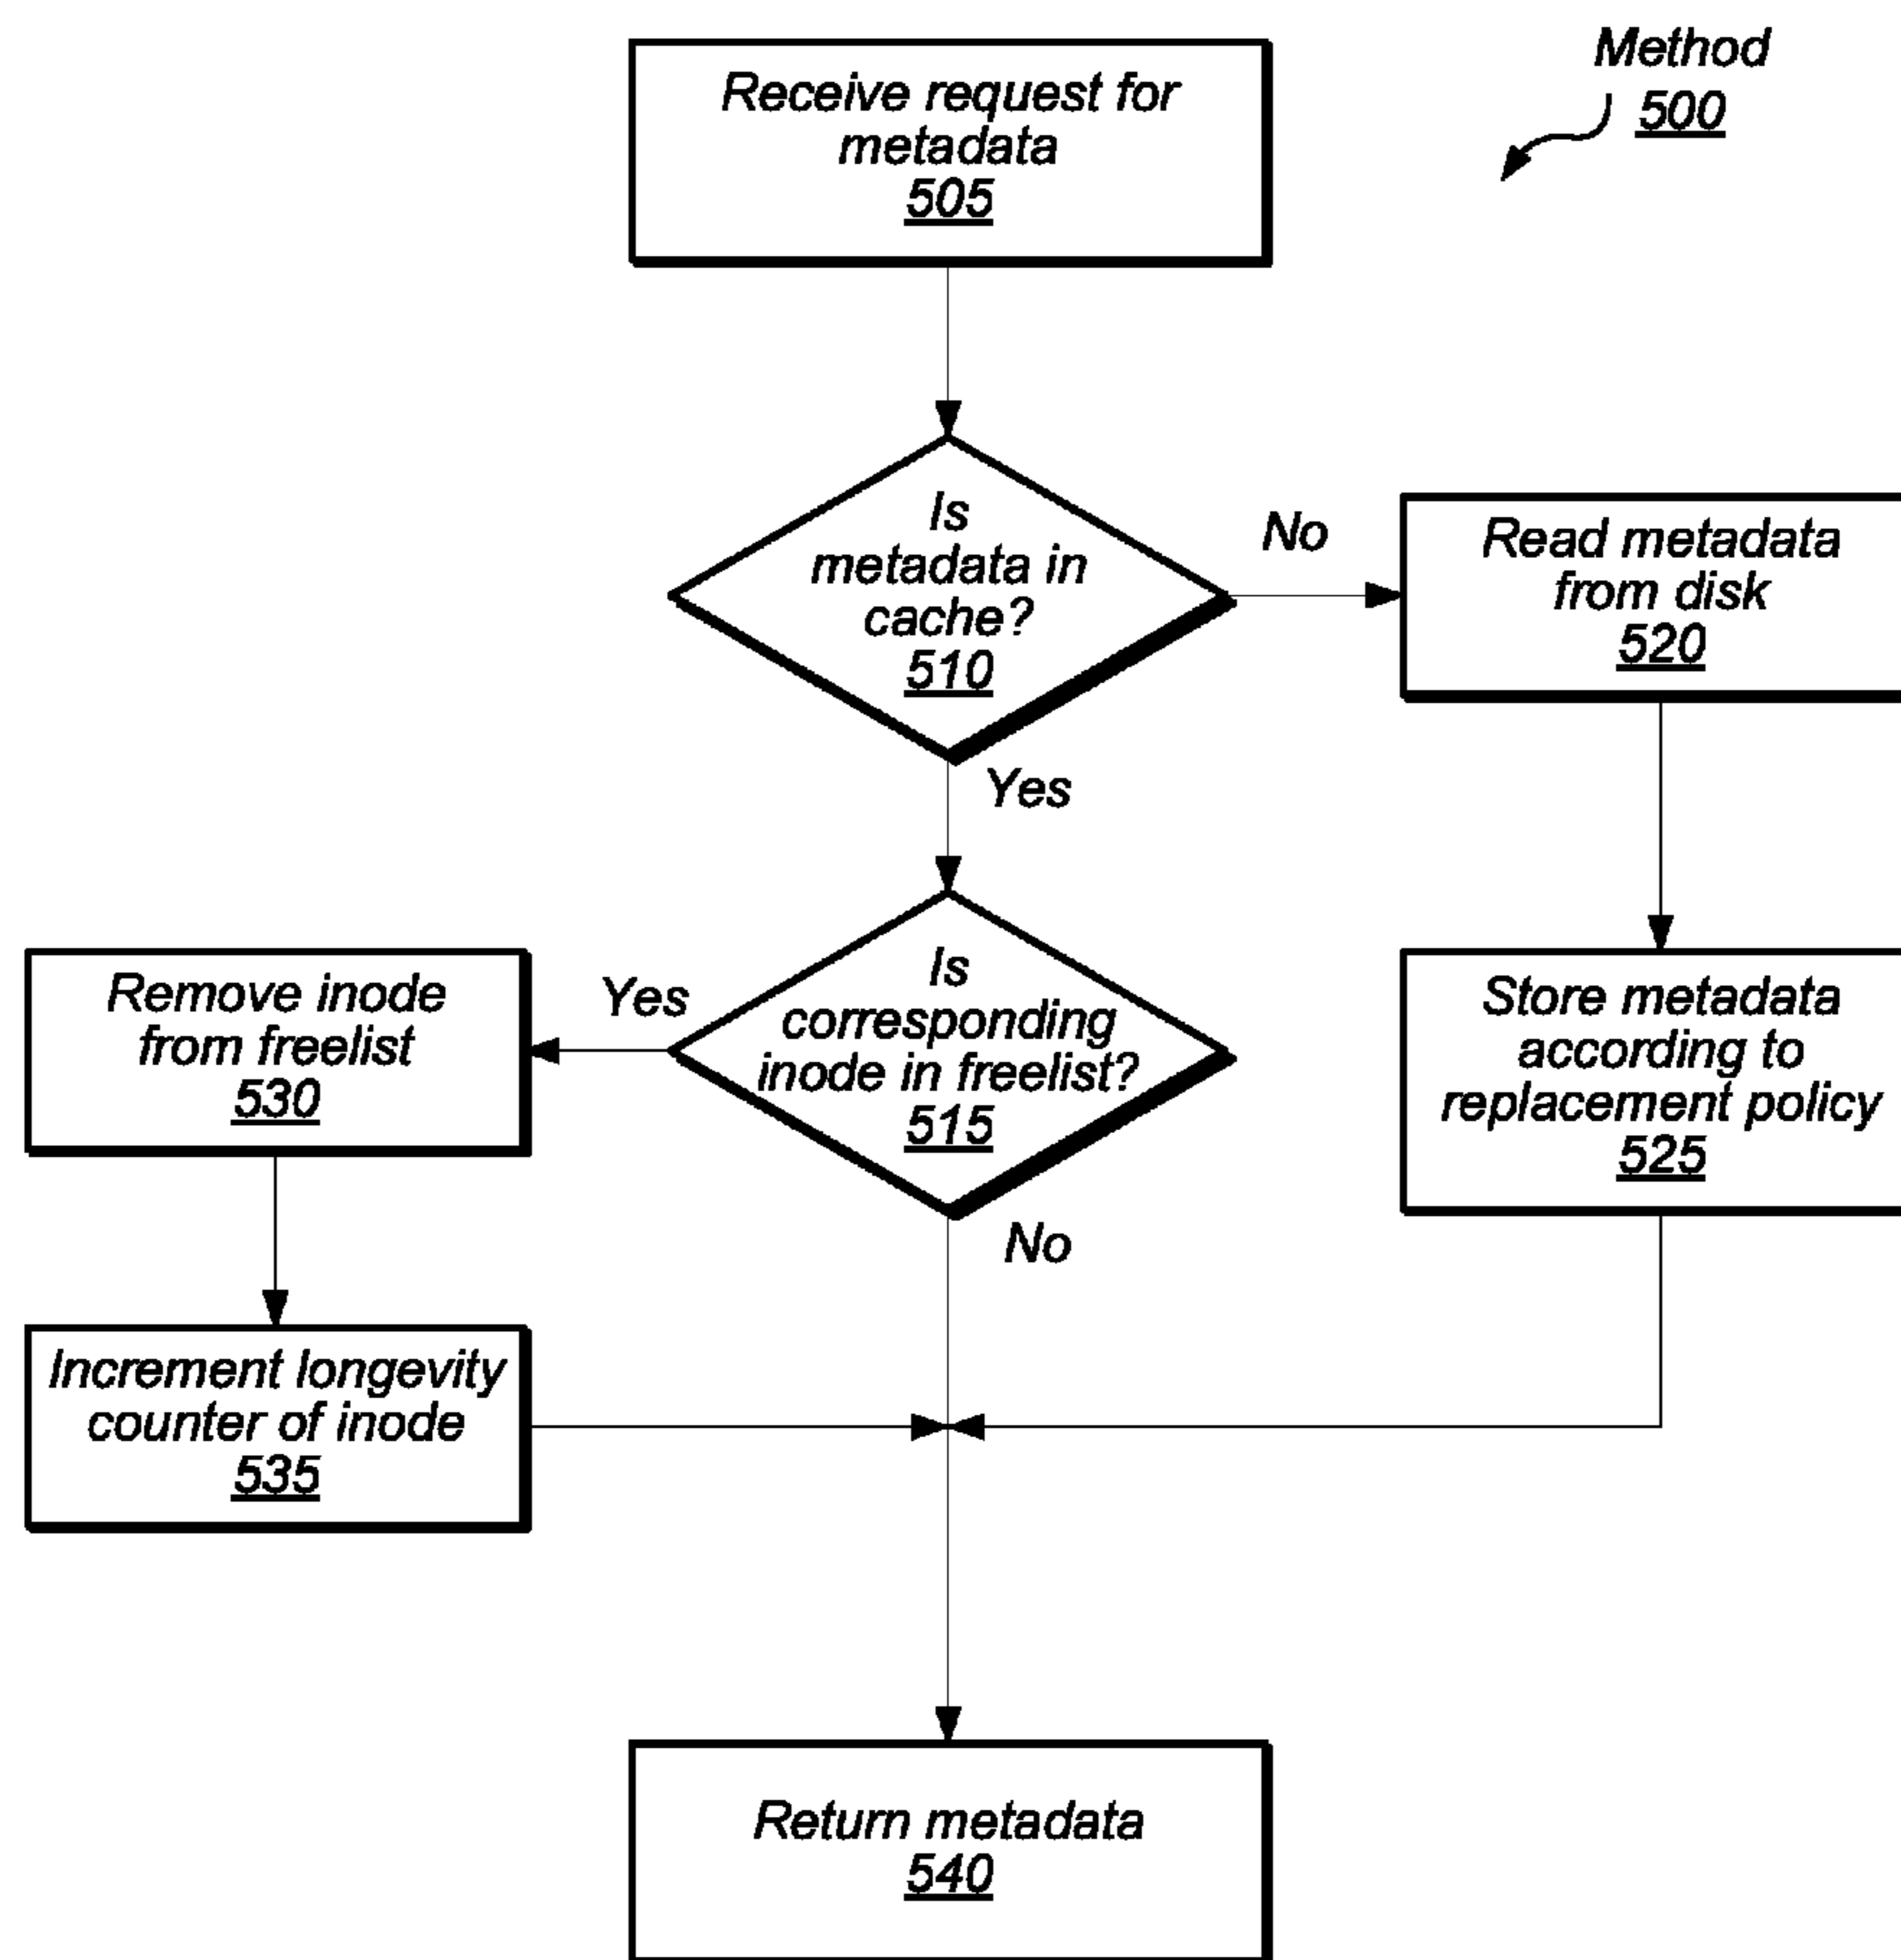 Method
500
Receive request for
metadata
505
Is
metadata in
cache?
510
No
Read metadata
from disk
520
Yes
Is
corresponding
inode in freelist?
515
Yes
Remove inode
from freelist
530
Store metadata
according to
replacement policy
525
No
Increment longevity
counter of inode
535
Return metadata
540